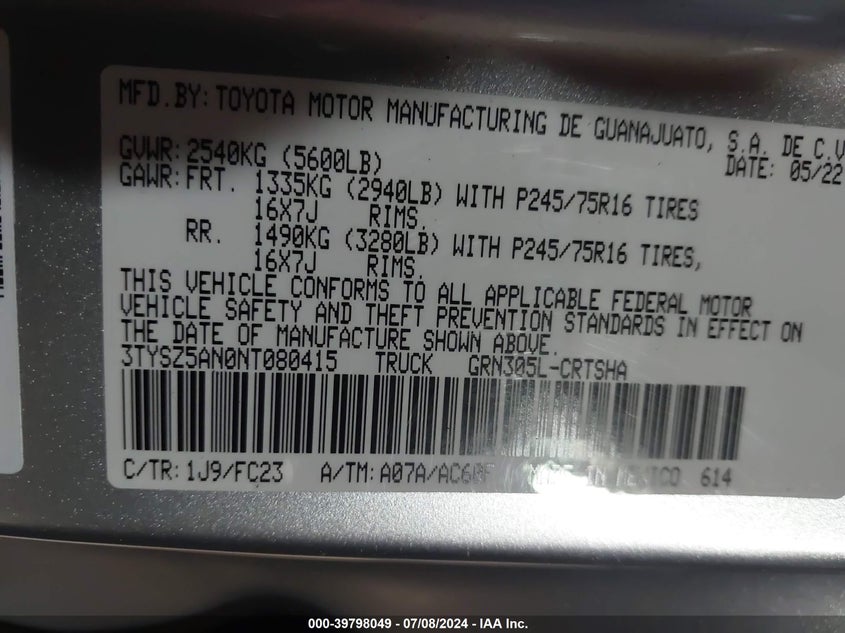 MFD.BY:TOYOTA MOTOR MANUFACTURING DE GUANAJUATO, S.A. DE C.V
GVWR:2540KG (5600LB) DATE: 05/22
GAWR:FRT. 1335KG (2940LB) WITH P245/75R16 TIRES
16X7J RIMS.
RR. 1490KG (3280LB) WITH P245/75R16 TIRES,
16X7J RIMS.
THIS VEHICLE CONFORMS TO ALL APPLICABLE FEDERAL MOTOR
VEHICLE SAFETY AND THEFT PREVENTION STANDARDS IN EFFECT ON
THE DATE OF MANUFACTURE SHOWN ABOVE.
3TYSZ5AN0NT080415 TRUCK GRN305L-CRTSHA
C/TR:1J9/FC23 A/TM:A07A/AC60F IN MEXICO 614
000-39798049 - 07/08/2024 - IAA Inc.